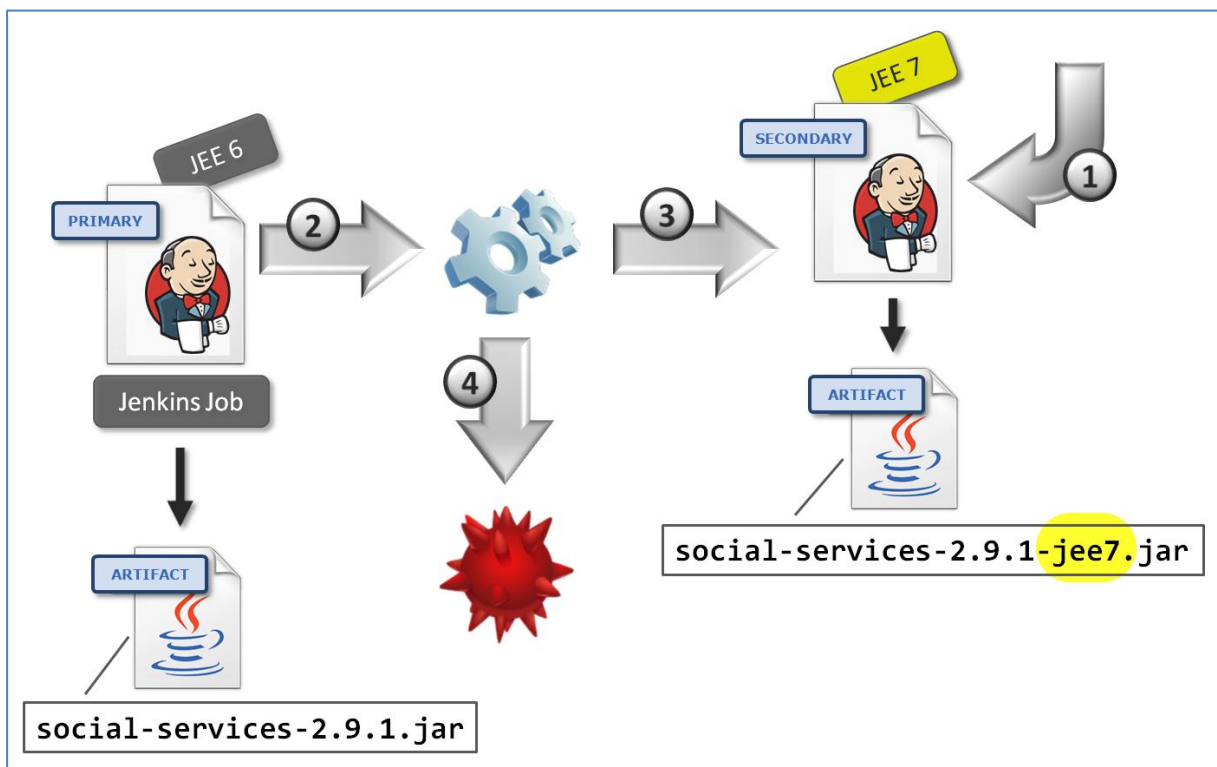 JEE 6
PRIMARY
Jenkins Job
ARTIFACT
social-services-2.9.1.jar
2
4
3
JEE 7
SECONDARY
1
ARTIFACT
social-services-2.9.1-jee7.jar